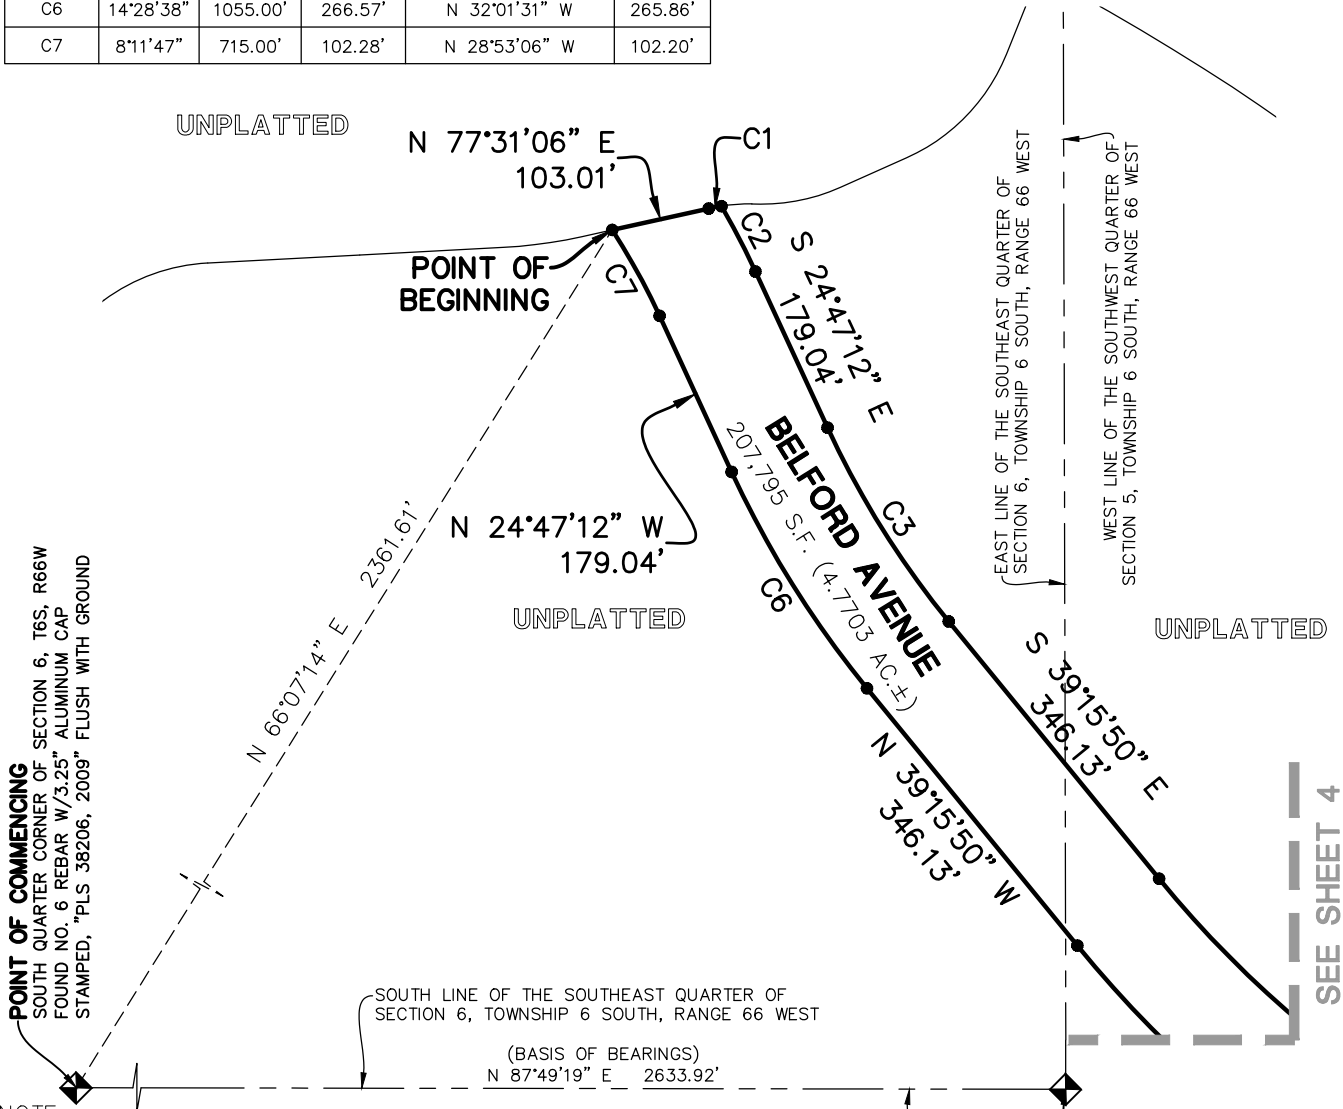 C6 14°28'38" 1055.00' 266.57' N 32°01'31" W 265.86'
C7 8°11'47" 715.00' 102.28' N 28°53'06" W 102.20'
UNPLATTED
N 77°31'06" E
103.01'
C1
POINT OF
BEGINNING
C7
C2
S 24°47'12" E
179.04'
EAST LINE OF THE SOUTHEAST QUARTER OF
SECTION 6, TOWNSHIP 6 SOUTH, RANGE 66 WEST
WEST LINE OF THE SOUTHWEST QUARTER OF
SECTION 5, TOWNSHIP 6 SOUTH, RANGE 66 WEST
BELFORD AVENUE
207,795 S.F. (4.7703 AC.±)
N 24°47'12" W
179.04'
C3
C6
UNPLATTED
UNPLATTED
N 66°07'14" E 2361.61'
S 39°15'50" E
346.13'
N 39°15'50" W
346.13'
POINT OF COMMENCING
SOUTH QUARTER CORNER OF SECTION 6, T6S, R66W
FOUND NO. 6 REBAR W/3.25" ALUMINUM CAP
STAMPED, "PLS 38206, 2009" FLUSH WITH GROUND
SEE SHEET 4
SOUTH LINE OF THE SOUTHEAST QUARTER OF
SECTION 6, TOWNSHIP 6 SOUTH, RANGE 66 WEST
(BASIS OF BEARINGS)
N 87°49'19" E 2633.92'
NOTE